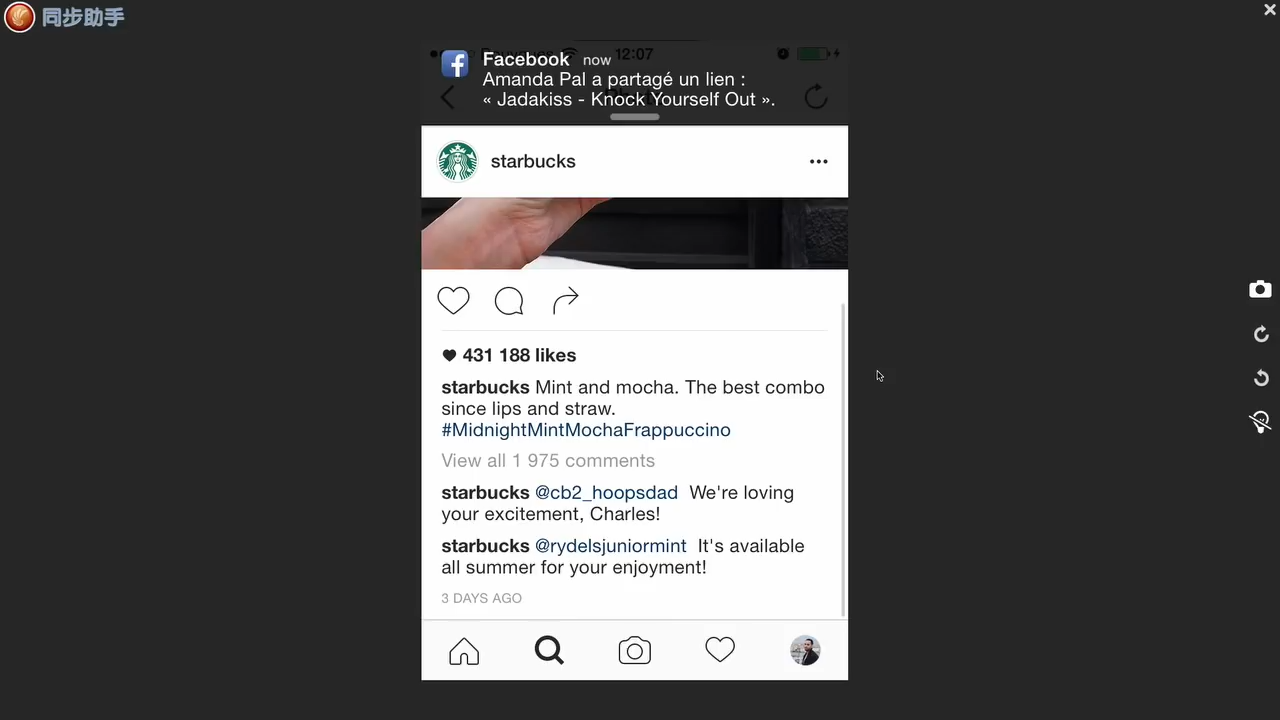 同步助手
12:07
Facebook now
Amanda Pal a partagé un lien :
« Jadakiss - Knock Yourself Out ».
starbucks
431 188 likes
starbucks Mint and mocha. The best combo
since lips and straw.
#MidnightMintMochaFrappuccino
View all 1 975 comments
starbucks @cb2_hoopsdad We're loving
your excitement, Charles!
starbucks @rydelsjuniormint It's available
all summer for your enjoyment!
3 DAYS AGO